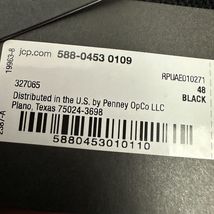 19963-8
jcp.com. 588-0453 0109
RPUAE010271
327065
48
BLACK
Distributed in the U.S. by Penney OpCo LLC
Plano, Texas 75024-3698
2387-A
5880453010110